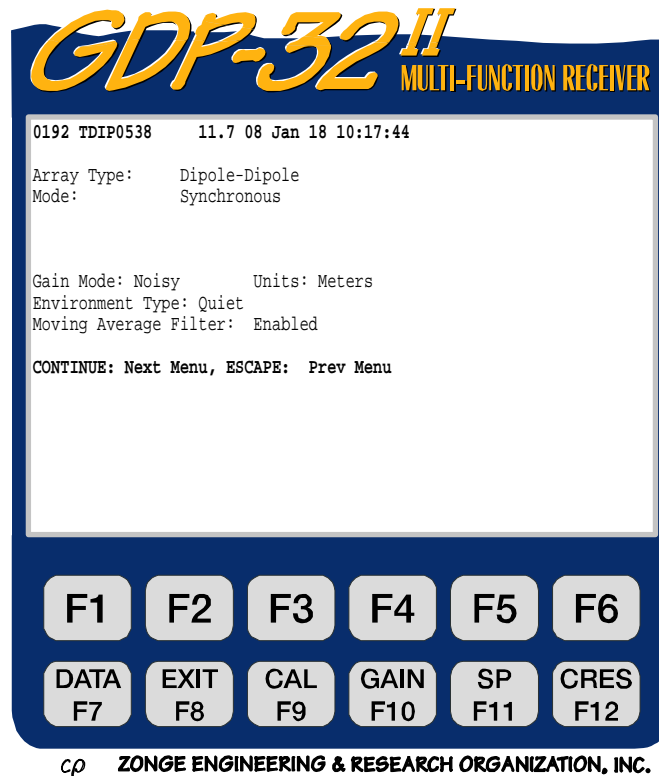 GDP-32 II
MULTI-FUNCTION RECEIVER
0192 TDIP0538 11.7 08 Jan 18 10:17:44
Array Type: Dipole-Dipole
Mode: Synchronous
Gain Mode: Noisy Units: Meters
Environment Type: Quiet
Moving Average Filter: Enabled
CONTINUE: Next Menu, ESCAPE: Prev Menu
F1 F2 F3 F4 F5 F6
DATA EXIT CAL GAIN SP CRES
F7 F8 F9 F10 F11 F12
cρ ZONGE ENGINEERING & RESEARCH ORGANIZATION, INC.